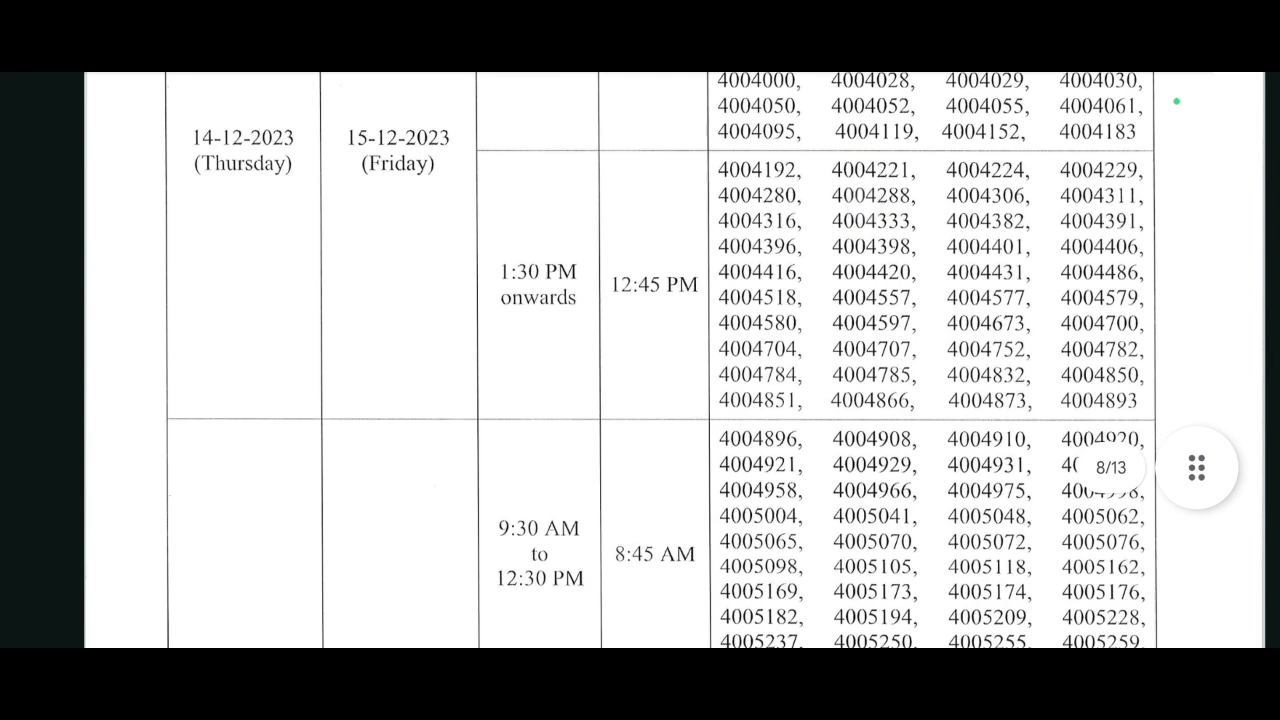 4004000, 4004028, 4004029, 4004030,
4004050, 4004052, 4004055, 4004061,
4004095, 4004119, 4004152, 4004183
14-12-2023
(Thursday)
15-12-2023
(Friday)
1:30 PM
onwards
12:45 PM
4004192, 4004221, 4004224, 4004229,
4004280, 4004288, 4004306, 4004311,
4004316, 4004333, 4004382, 4004391,
4004396, 4004398, 4004401, 4004406,
4004416, 4004420, 4004431, 4004486,
4004518, 4004557, 4004577, 4004579,
4004580, 4004597, 4004673, 4004700,
4004704, 4004707, 4004752, 4004782,
4004784, 4004785, 4004832, 4004850,
4004851, 4004866, 4004873, 4004893
9:30 AM
to
12:30 PM
8:45 AM
4004896, 4004908, 4004910, 4004920,
4004921, 4004929, 4004931,
4004958, 4004966, 4004975,
4005004, 4005041, 4005048, 4005062,
4005065, 4005070, 4005072, 4005076,
4005098, 4005105, 4005118, 4005162,
4005169, 4005173, 4005174, 4005176,
4005182, 4005194, 4005209, 4005228,
4005237, 4005250, 4005255, 4005259,
8/13